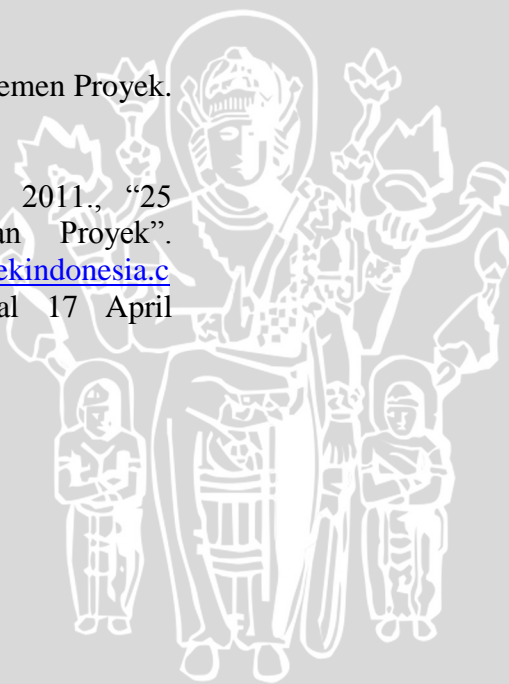 emen Proyek.
2011., “25
an Proyek”.
ekindonesia.c
al 17 April